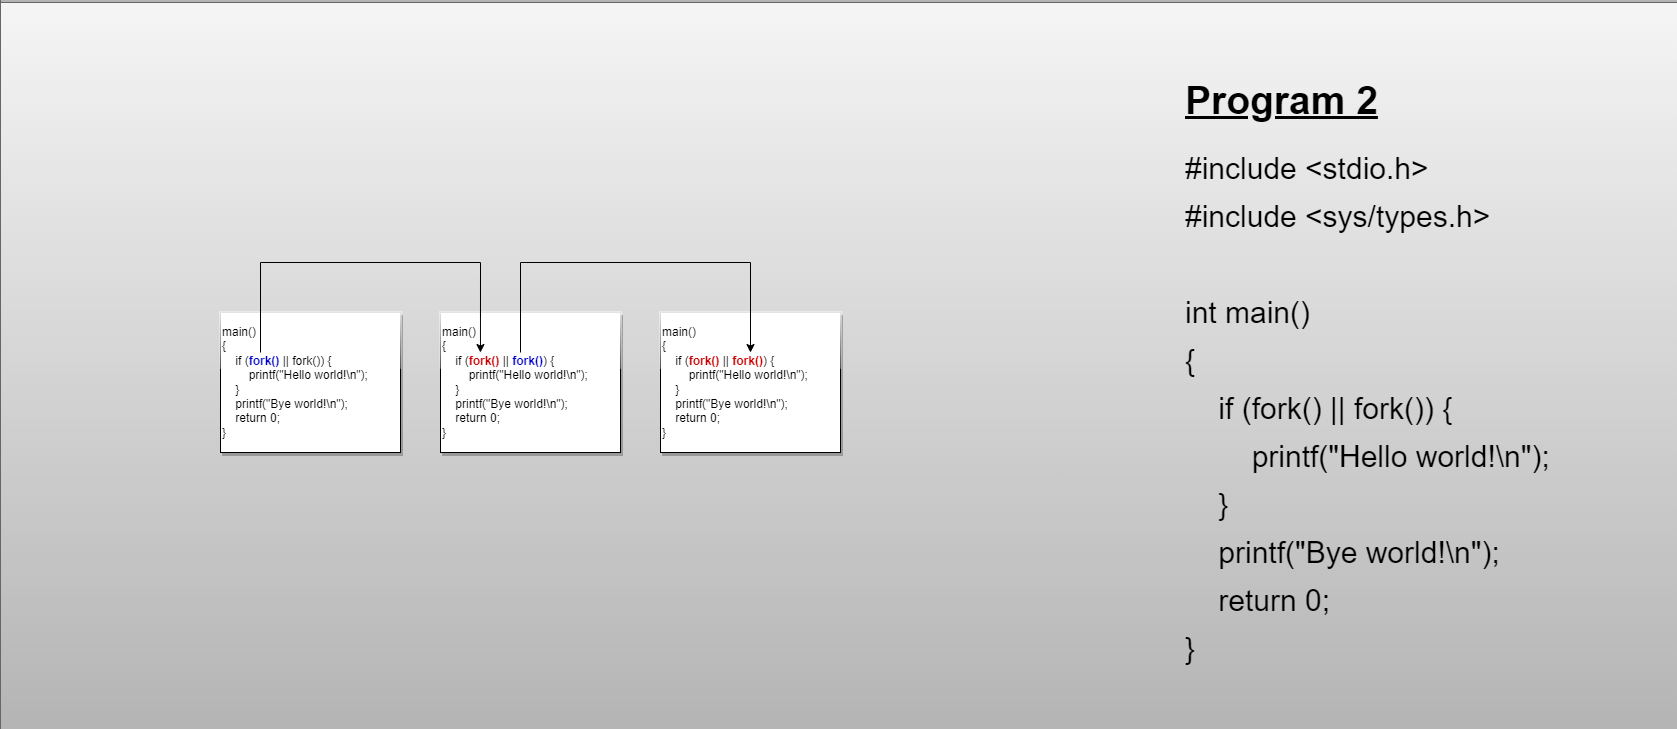 main()
{
if (fork() || fork()) {
printf("Hello world!\n");
}
printf("Bye world!\n");
return 0;
}
main()
{
if (fork() || fork()) {
printf("Hello world!\n");
}
printf("Bye world!\n");
return 0;
}
main()
{
if (fork() || fork()) {
printf("Hello world!\n");
}
printf("Bye world!\n");
return 0;
}
Program 2
#include <stdio.h>
#include <sys/types.h>
int main()
{
if (fork() || fork()) {
printf("Hello world!\n");
}
printf("Bye world!\n");
return 0;
}